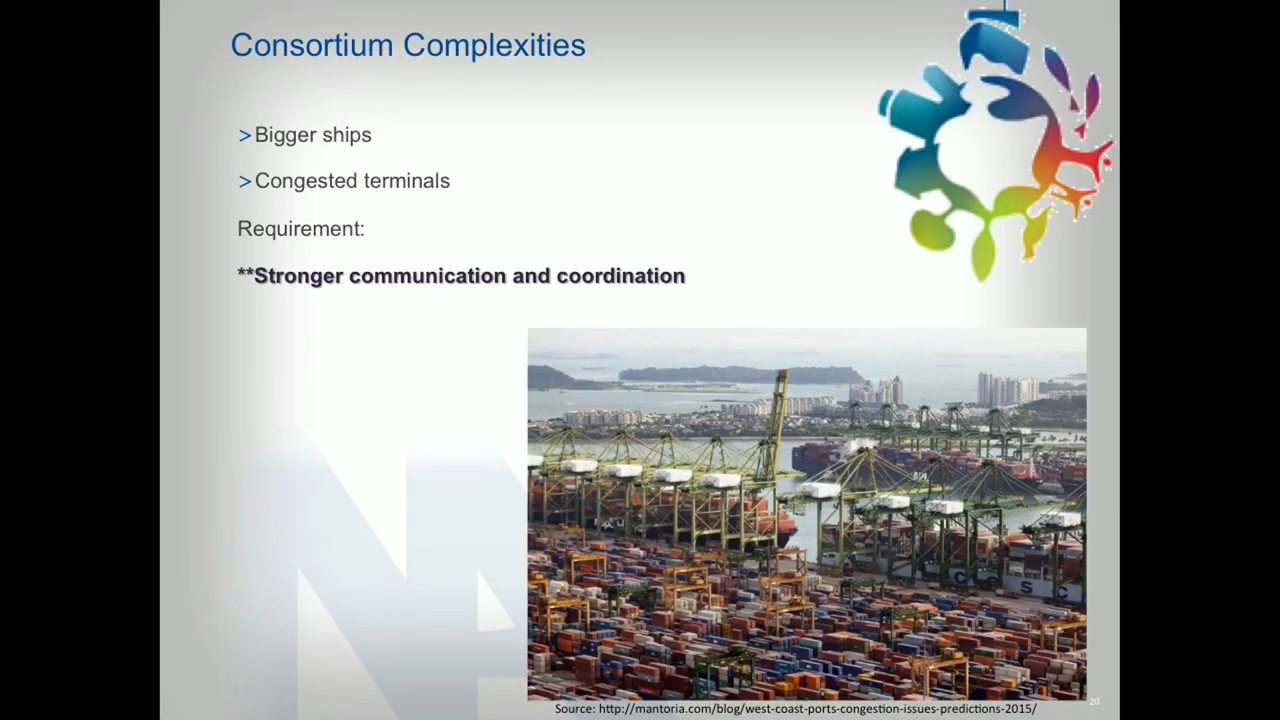 Consortium Complexities
>Bigger ships
>Congested terminals
Requirement:
**Stronger communication and coordination
C O S C
20
Source: http://mantoria.com/blog/west-coast-ports-congestion-issues-predictions-2015/